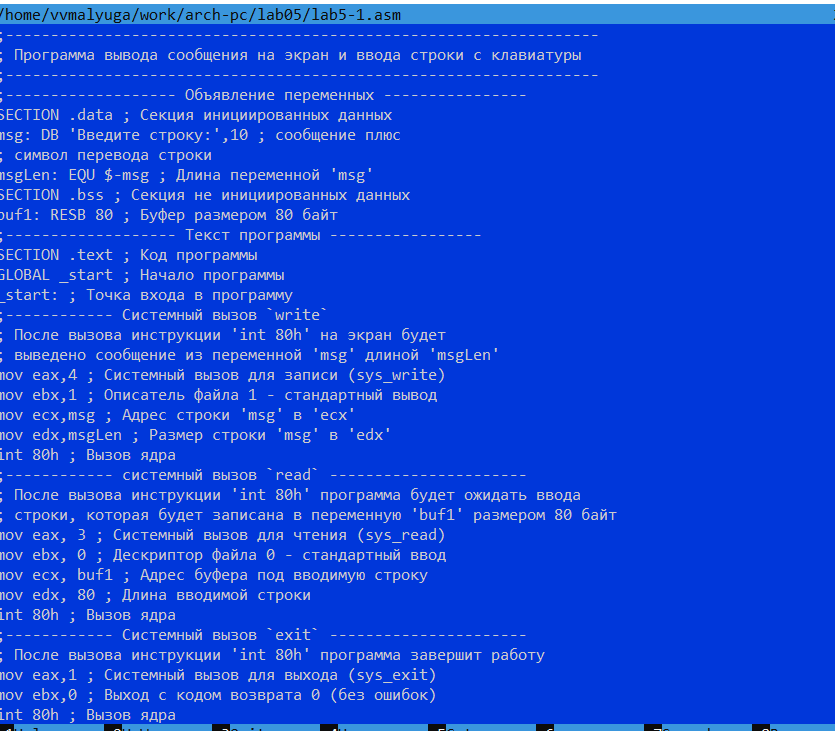 /home/vvmalyuga/work/arch-pc/lab05/lab5-1.asm
;------------------------------------------------------------------
; Программа вывода сообщения на экран и ввода строки с клавиатуры
;------------------------------------------------------------------
;------------------- Объявление переменных ----------------
SECTION .data ; Секция инициированных данных
msg: DB 'Введите строку:',10 ; сообщение плюс
; символ перевода строки
msgLen: EQU $-msg ; Длина переменной 'msg'
SECTION .bss ; Секция не инициированных данных
buf1: RESB 80 ; Буфер размером 80 байт
;------------------- Текст программы -----------------
SECTION .text ; Код программы
GLOBAL _start ; Начало программы
_start: ; Точка входа в программу
;------------ Системный вызов `write`
; После вызова инструкции 'int 80h' на экран будет
; выведено сообщение из переменной 'msg' длиной 'msgLen'
mov eax,4 ; Системный вызов для записи (sys_write)
mov ebx,1 ; Описатель файла 1 - стандартный вывод
mov ecx,msg ; Адрес строки 'msg' в 'ecx'
mov edx,msgLen ; Размер строки 'msg' в 'edx'
int 80h ; Вызов ядра
;------------ системный вызов `read` ----------------------
; После вызова инструкции 'int 80h' программа будет ожидать ввода
; строки, которая будет записана в переменную 'buf1' размером 80 байт
mov eax, 3 ; Системный вызов для чтения (sys_read)
mov ebx, 0 ; Дескриптор файла 0 - стандартный ввод
mov ecx, buf1 ; Адрес буфера под вводимую строку
mov edx, 80 ; Длина вводимой строки
int 80h ; Вызов ядра
;------------ Системный вызов `exit` ----------------------
; После вызова инструкции 'int 80h' программа завершит работу
mov eax,1 ; Системный вызов для выхода (sys_exit)
mov ebx,0 ; Выход с кодом возврата 0 (без ошибок)
int 80h ; Вызов ядра